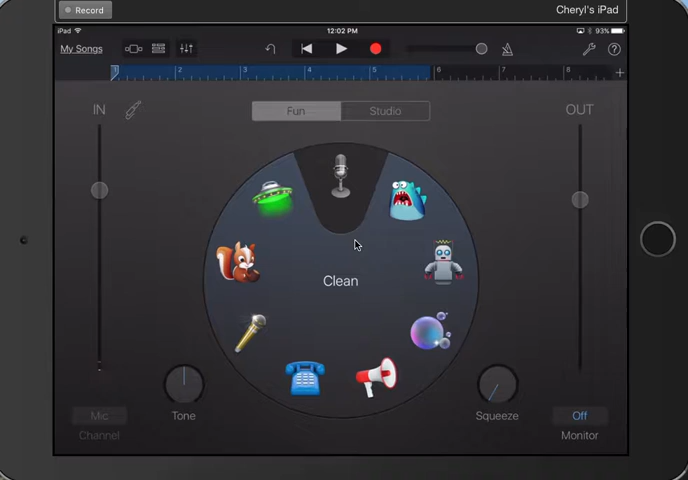 Record
Cheryl's iPad
iPad
12:02 PM
93%
My Songs
1 2 3 4 5 6 7 8
IN
Fun
Studio
OUT
Clean
Tone
Squeeze
Mic
Channel
Off
Monitor